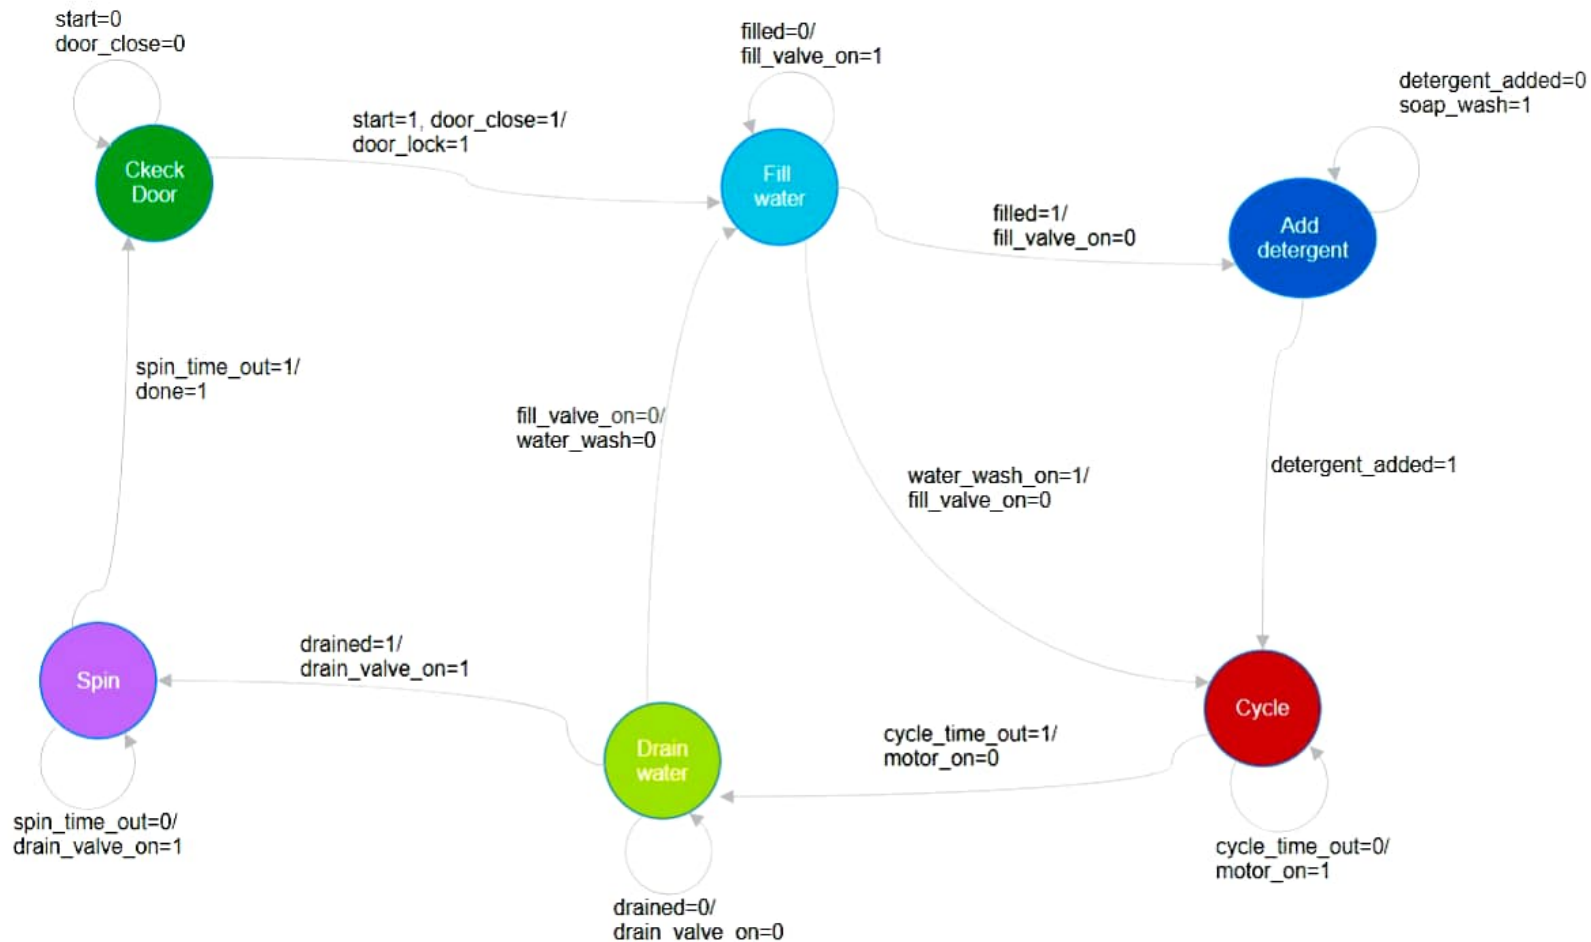 start=0
door_close=0
filled=0/
fill_valve_on=1
detergent_added=0
soap_wash=1
start=1, door_close=1/
door_lock=1
Ckeck
Door
Fill
water
filled=1/
fill_valve_on=0
Add
detergent
spin_time_out=1/
done=1
fill_valve_on=0/
water_wash=0
water_wash_on=1/
fill_valve_on=0
detergent_added=1
drained=1/
drain_valve_on=1
Spin
Cycle
Drain
water
cycle_time_out=1/
motor_on=0
spin_time_out=0/
drain_valve_on=1
cycle_time_out=0/
motor_on=1
drained=0/
drain_valve_on=0